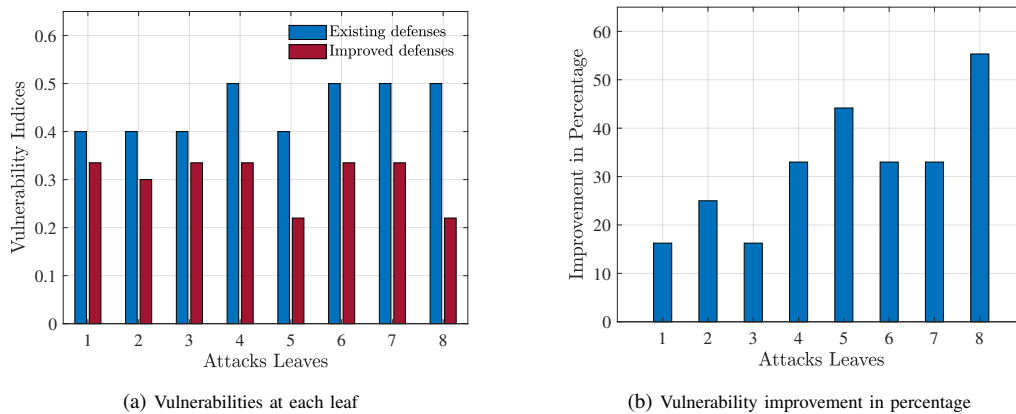 0.6
0.5
0.4
0.3
0.2
0.1
0
Vulnerability Indices
Existing defenses
Improved defenses
1 2 3 4 5 6 7 8
Attacks Leaves
(a) Vulnerabilities at each leaf
60
50
40
30
20
10
0
Improvement in Percentage
1 2 3 4 5 6 7 8
Attacks Leaves
(b) Vulnerability improvement in percentage